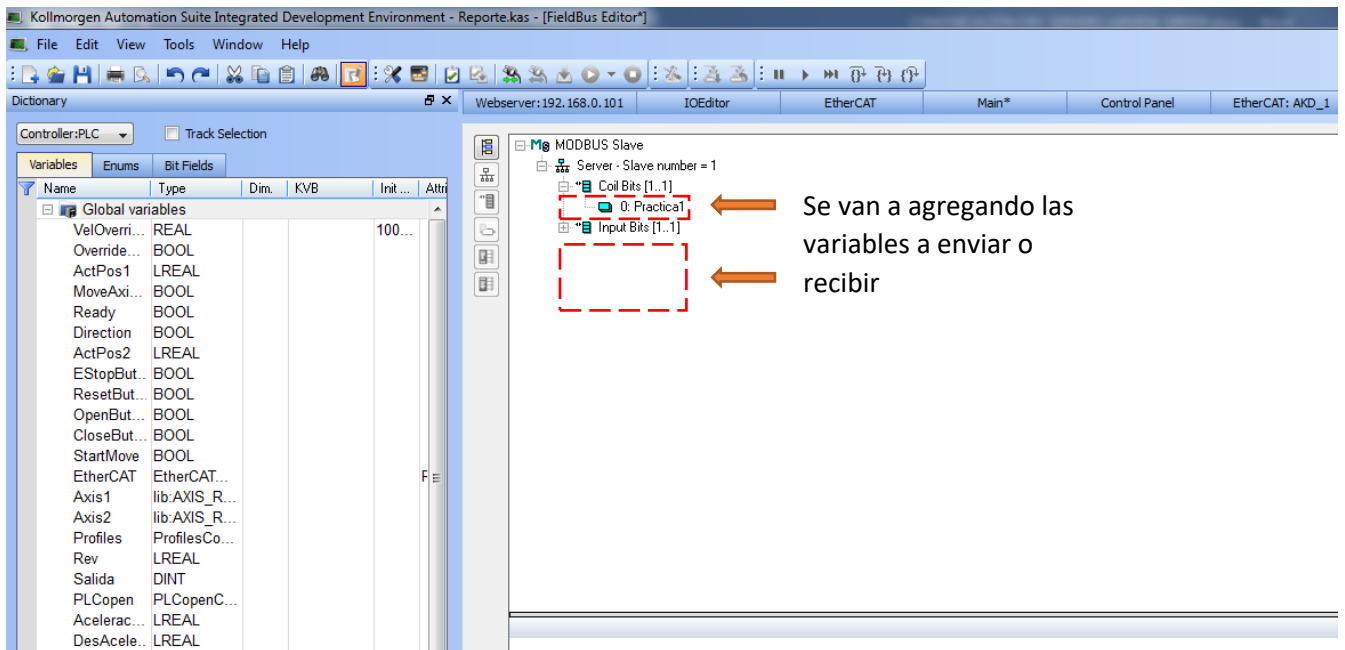 Kollmorgen Automation Suite Integrated Development Environment - Reporte.kas - [FieldBus Editor*]
File Edit View Tools Window Help
Dictionary
Webserver:192.168.0.101 IOEditor EtherCAT Main* Control Panel EtherCAT: AKD_1
Controller:PLC Track Selection
Variables Enums Bit Fields
Name Type Dim. KVB Init ... Attri
Global variables
VelOverri... REAL 100...
Override... BOOL
ActPos1 LREAL
MoveAxi... BOOL
Ready BOOL
Direction BOOL
ActPos2 LREAL
EStopBut... BOOL
ResetBut... BOOL
OpenBut... BOOL
CloseBut... BOOL
StartMove BOOL
EtherCAT EtherCAT...
Axis1 lib:AXIS_R...
Axis2 lib:AXIS_R...
Profiles ProfilesCo...
Rev LREAL
Salida DINT
PLCopen PLCopenC...
Acelerac... LREAL
DesAcele... LREAL
MODBUS Slave
Server - Slave number = 1
Coil Bits [1..1]
0: Practica1
Input Bits [1..1]
Se van a agregando las
variables a enviar o
recibir